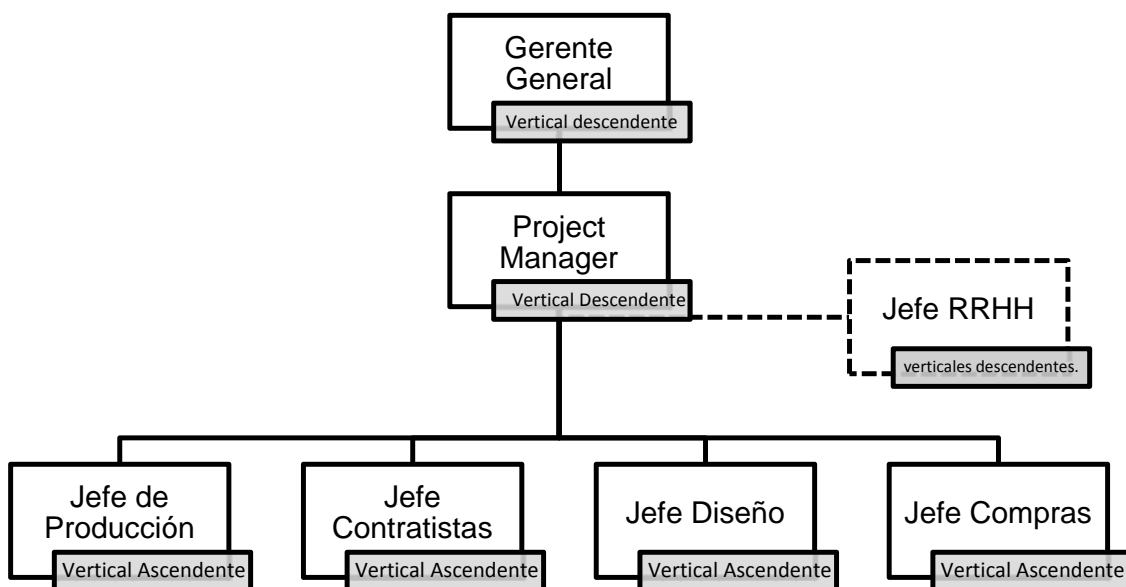 Gerente
General
Vertical descendente
Project
Manager
Vertical Descendente
Jefe RRHH
verticales descendentes.
Jefe de
Producción
Vertical Ascendente
Jefe
Contratistas
Vertical Ascendente
Jefe Diseño
Vertical Ascendente
Jefe Compras
Vertical Ascendente